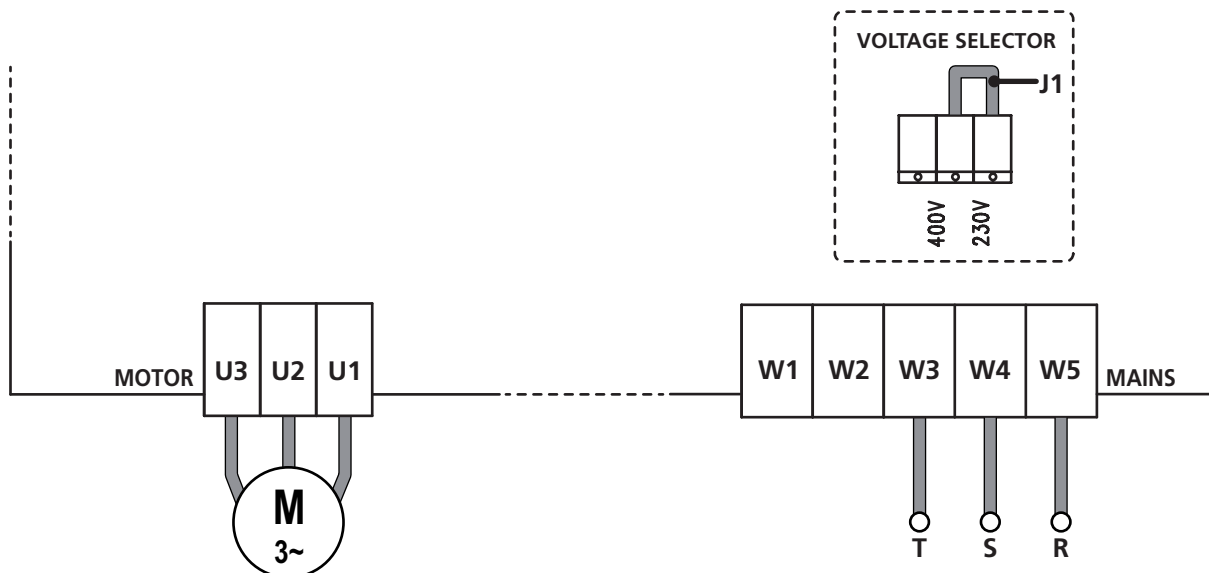 VOLTAGE SELECTOR
J1
400V 230V
MOTOR U3 U2 U1
W1 W2 W3 W4 W5 MAINS
M
3~
T S R